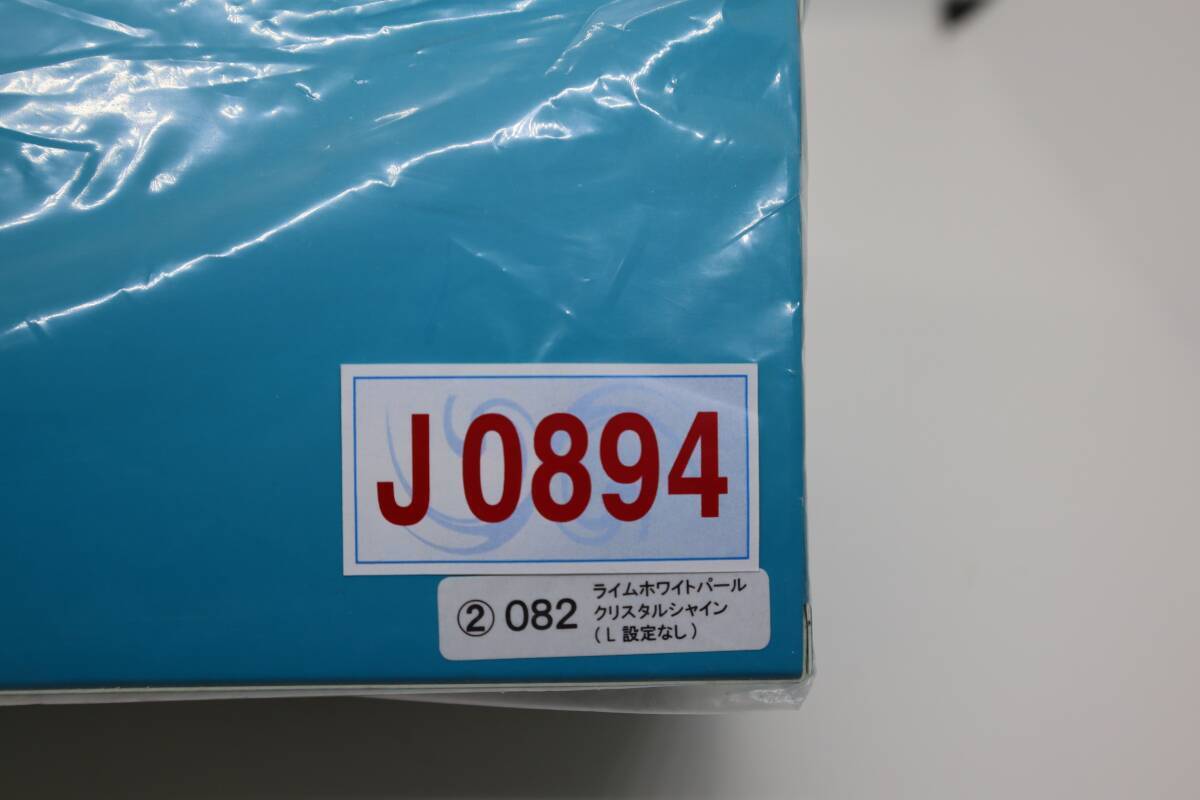 J0894
② 082
ライムホワイトパール
クリスタルシャイン
(L 設定なし)